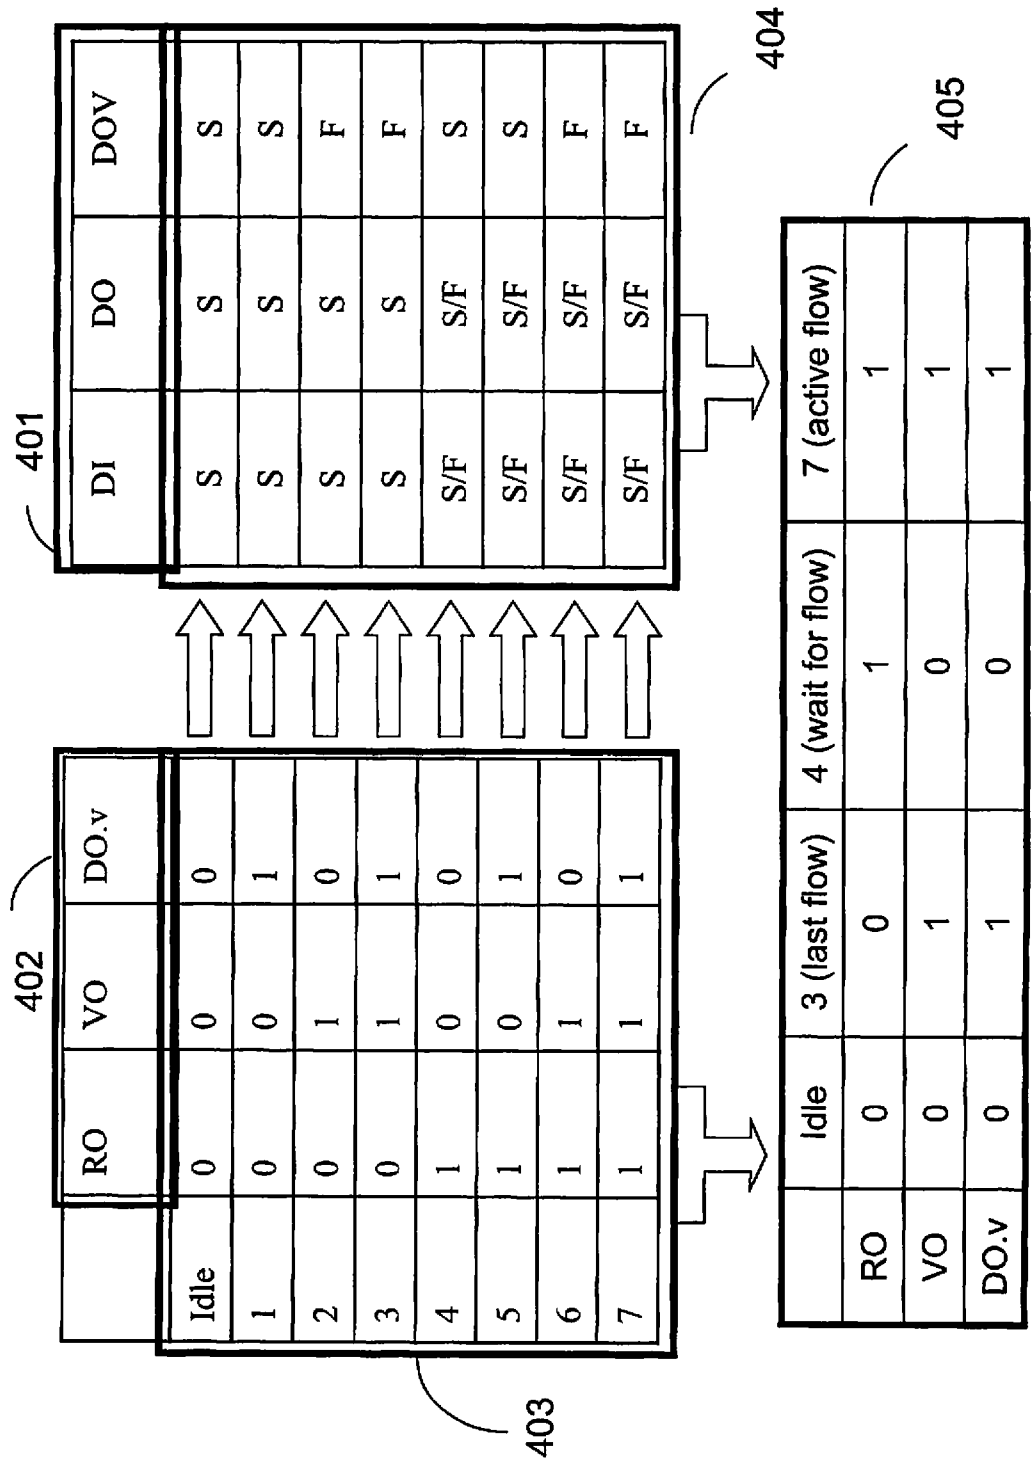 402
401
RO VO DO.v
Idle 0 0 0
1 0 0 1
2 0 1 0
3 0 1 1
4 1 0 0
5 1 0 1
6 1 1 0
7 1 1 1
403
DI DO DOV
S S S
S S S
S S F
S S F
S/F S/F S
S/F S/F S
S/F S/F F
S/F S/F F
404
Idle 3 (last flow) 4 (wait for flow) 7 (active flow)
RO 0 0 1 1
VO 0 1 0 1
DO.v 0 1 0 1
405